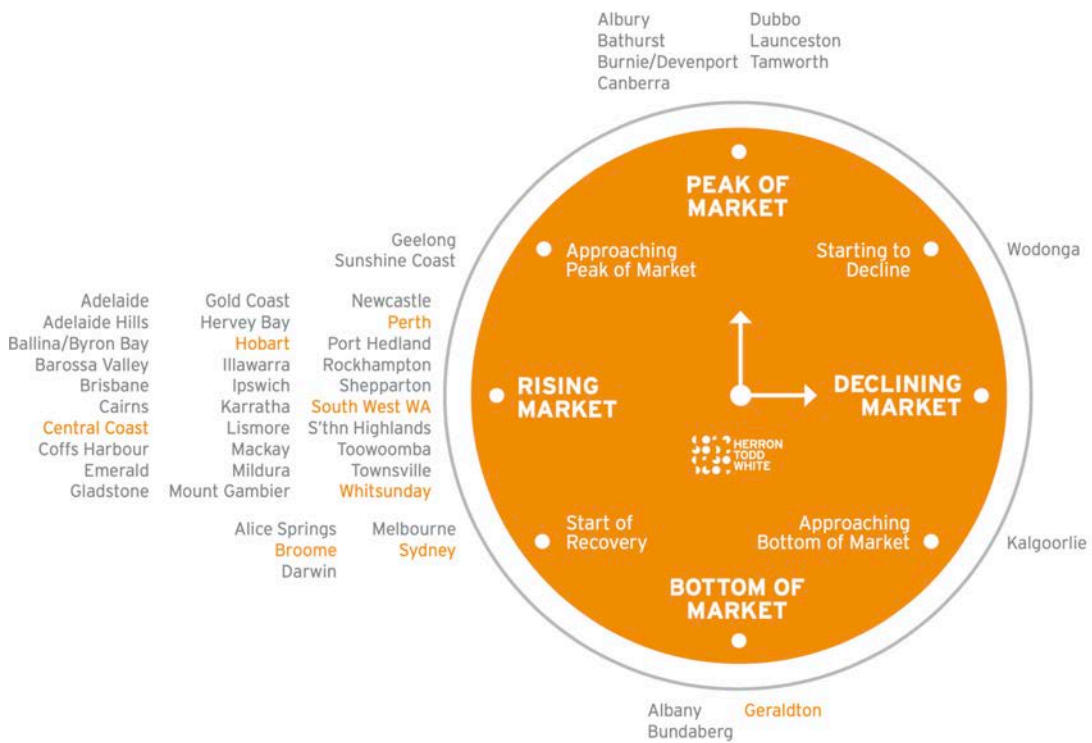 Albury
Bathurst
Burnie/Devenport
Canberra
Dubbo
Launceston
Tamworth
PEAK OF
MARKET
Geelong
Sunshine Coast
Approaching
Peak of Market
Starting to
Decline
Wodonga
Adelaide
Adelaide Hills
Ballina/Byron Bay
Barossa Valley
Brisbane
Cairns
Central Coast
Coffs Harbour
Emerald
Gladstone
Gold Coast
Hervey Bay
Hobart
Illawarra
Ipswich
Karratha
Lismore
Mackay
Mildura
Mount Gambier
Newcastle
Perth
Port Hedland
Rockhampton
Shepparton
South West WA
S'thn Highlands
Toowoomba
Townsville
Whitsunday
RISING
MARKET
DECLINING
MARKET
HERRON
TODD
WHITE
Alice Springs
Broome
Darwin
Melbourne
Sydney
Start of
Recovery
Approaching
Bottom of Market
Kalgoorlie
BOTTOM OF
MARKET
Albany
Bundaberg
Geraldton